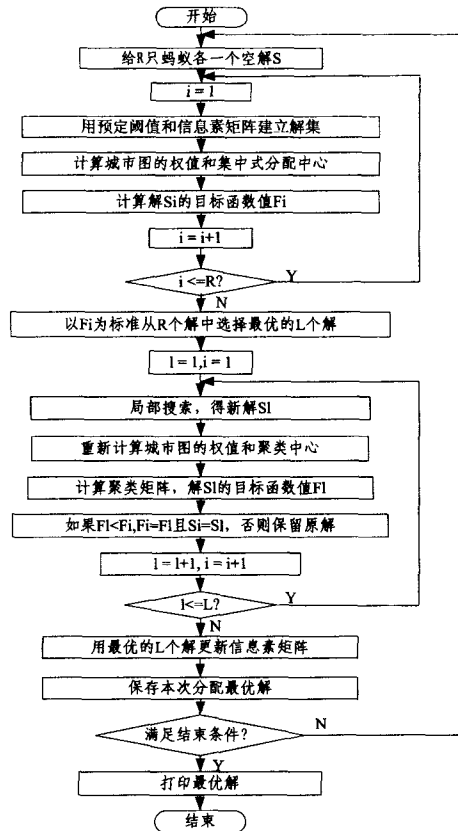 开始
给R只蚂蚁各一个空解S
i = 1
用预定阈值和信息素矩阵建立解集
计算城市图的权值和集中式分配中心
计算解Si的目标函数值Fi
i = i+1
i <=R?
Y
N
以Fi为标准从R个解中选择最优的L个解
l = 1,i = 1
局部搜索，得新解Sl
重新计算城市图的权值和聚类中心
计算聚类矩阵，解Sl的目标函数值Fl
如果Fl<Fi,Fi=Fl且Si=Sl，否则保留原解
l = l+1, i = i+1
l<=L?
Y
N
用最优的L个解更新信息素矩阵
保存本次分配最优解
满足结束条件？
N
Y
打印最优解
结束